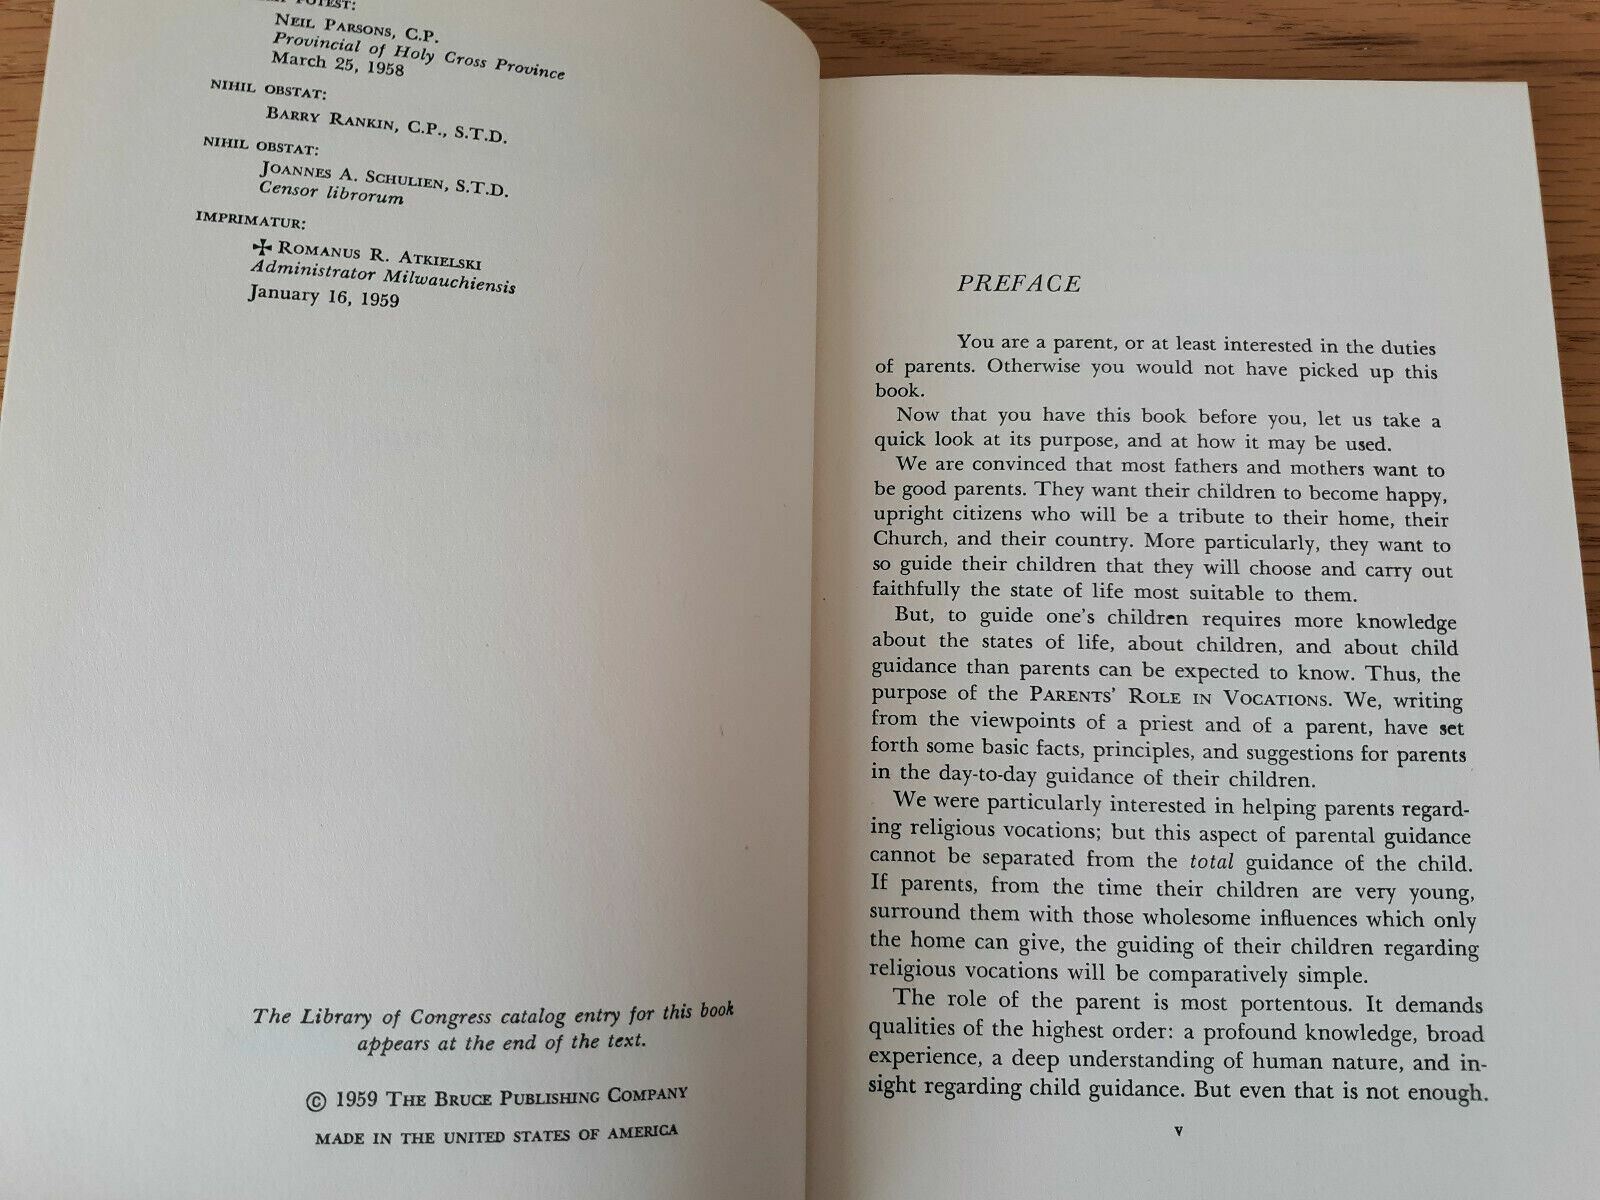 POTEST:
NEIL PARSONS, C.P.
Provincial of Holy Cross Province
March 25, 1958
NIHIL OBSTAT:
BARRY RANKIN, C.P., S.T.D.
NIHIL OBSTAT:
JOANNES A. SCHULIEN, S.T.D.
Censor librorum
IMPRIMATUR:
✠ ROMANUS R. ATKIELSKI
Administrator Milwauchiensis
January 16, 1959
The Library of Congress catalog entry for this book
appears at the end of the text.
© 1959 THE BRUCE PUBLISHING COMPANY
MADE IN THE UNITED STATES OF AMERICA
PREFACE
You are a parent, or at least interested in the duties
of parents. Otherwise you would not have picked up this
book.
Now that you have this book before you, let us take a
quick look at its purpose, and at how it may be used.
We are convinced that most fathers and mothers want to
be good parents. They want their children to become happy,
upright citizens who will be a tribute to their home, their
Church, and their country. More particularly, they want to
so guide their children that they will choose and carry out
faithfully the state of life most suitable to them.
But, to guide one's children requires more knowledge
about the states of life, about children, and about child
guidance than parents can be expected to know. Thus, the
purpose of the PARENTS' ROLE IN VOCATIONS. We, writing
from the viewpoints of a priest and of a parent, have set
forth some basic facts, principles, and suggestions for parents
in the day-to-day guidance of their children.
We were particularly interested in helping parents regard-
ing religious vocations; but this aspect of parental guidance
cannot be separated from the total guidance of the child.
If parents, from the time their children are very young,
surround them with those wholesome influences which only
the home can give, the guiding of their children regarding
religious vocations will be comparatively simple.
The role of the parent is most portentous. It demands
qualities of the highest order: a profound knowledge, broad
experience, a deep understanding of human nature, and in-
sight regarding child guidance. But even that is not enough.
v